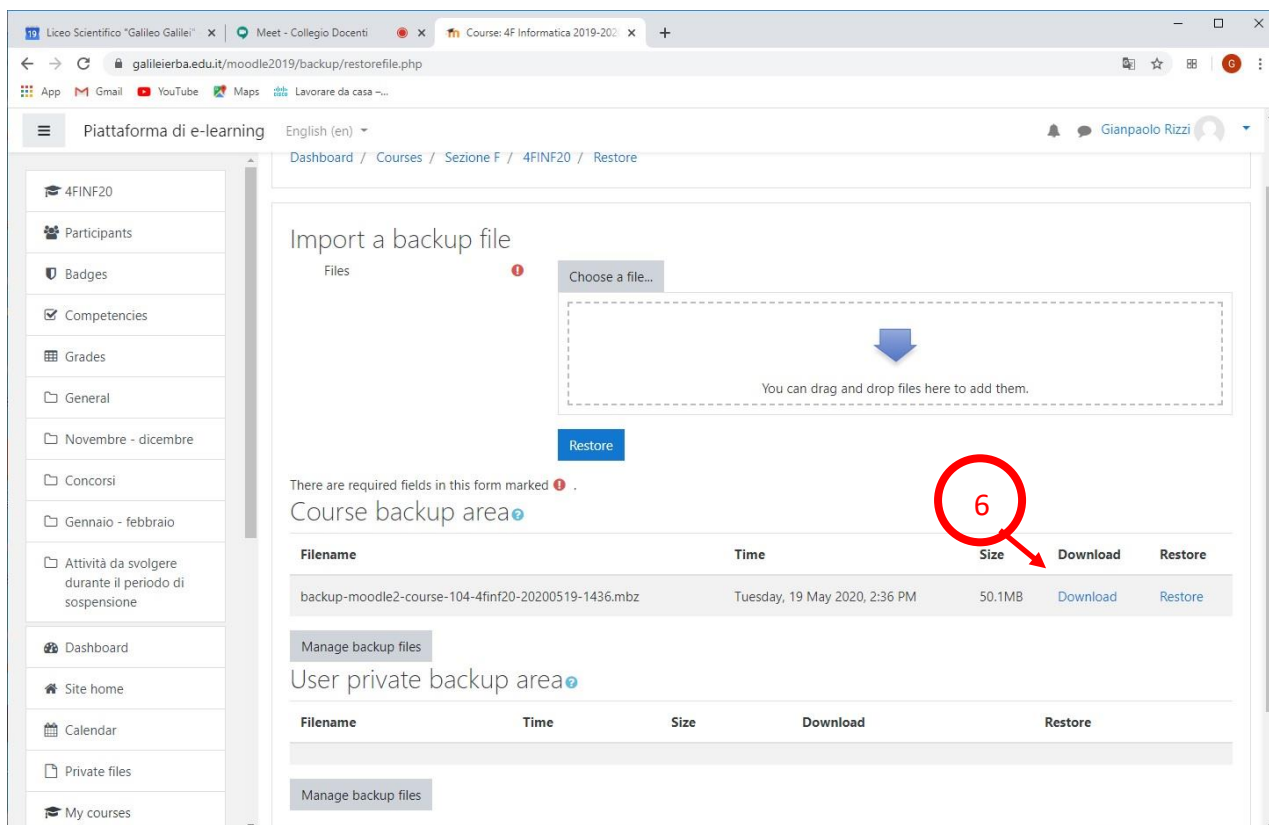 19 Liceo Scientifico "Galileo Galilei" Meet - Collegio Docenti Course: 4F Informatica 2019-202
galileierba.edu.it/moodle2019/backup/restorefile.php G
App Gmail YouTube Maps Lavorare da casa –...
Piattaforma di e-learning English (en) Gianpaolo Rizzi
Dashboard / Courses / Sezione F / 4FINF20 / Restore
4FINF20
Participants
Badges
Competencies
Grades
General
Novembre - dicembre
Concorsi
Gennaio - febbraio
Attività da svolgere
durante il periodo di
sospensione
Dashboard
Site home
Calendar
Private files
My courses
Import a backup file
Files
Choose a file...
You can drag and drop files here to add them.
Restore
There are required fields in this form marked .
Course backup area
6
Filename Time Size Download Restore
backup-moodle2-course-104-4finf20-20200519-1436.mbz Tuesday, 19 May 2020, 2:36 PM 50.1MB Download Restore
Manage backup files
User private backup area
Filename Time Size Download Restore
Manage backup files